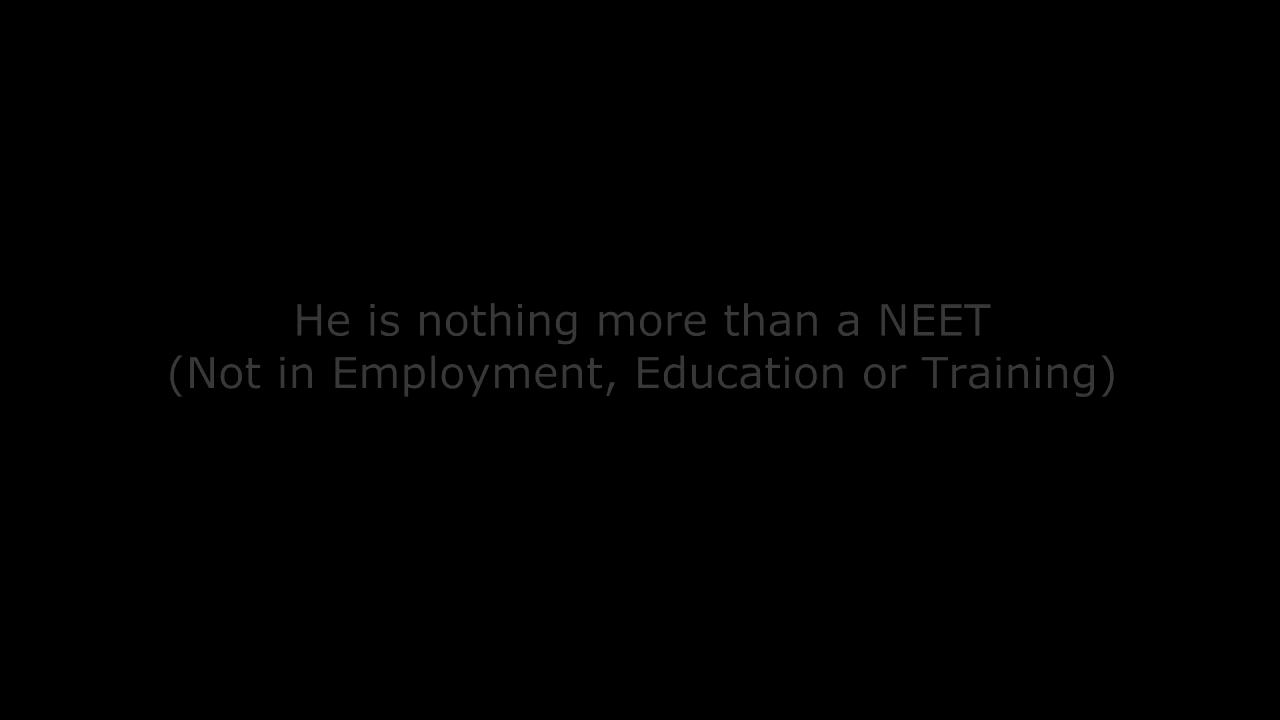 He is nothing more than a NEET
(Not in Employment, Education or Training)